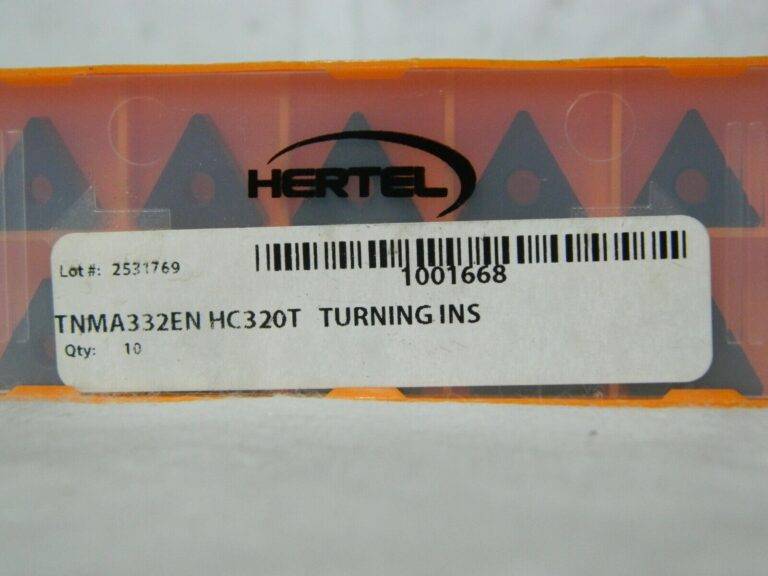 HERTEL
Lot #: 2531769
1001668
TNMA332EN HC320T TURNING INS
Qty: 10